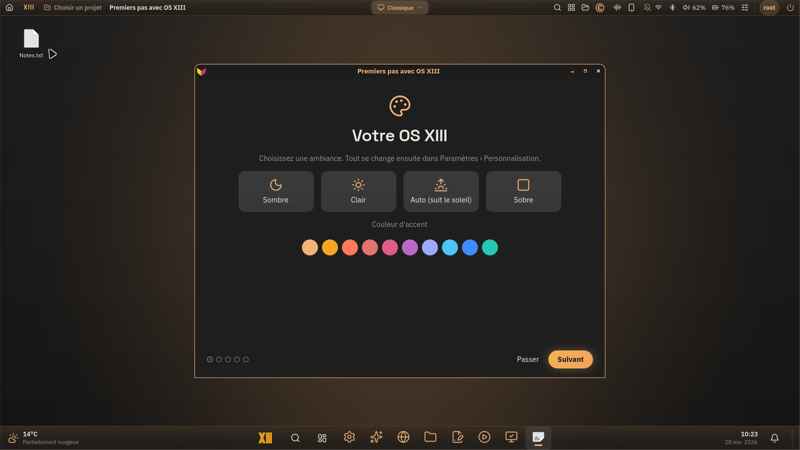 XIII Choisir un projet Premiers pas avec OS XIII Classique 62% 76% root
Notes.txt
Premiers pas avec OS XIII
Votre OS XIII
Choisissez une ambiance. Tout se change ensuite dans Paramètres › Personnalisation.
Sombre Clair Auto (suit le soleil) Sobre
Couleur d'accent
Passer Suivant
14°C
Partiellement nuageux
XIII
10:23
28 nov. 2026